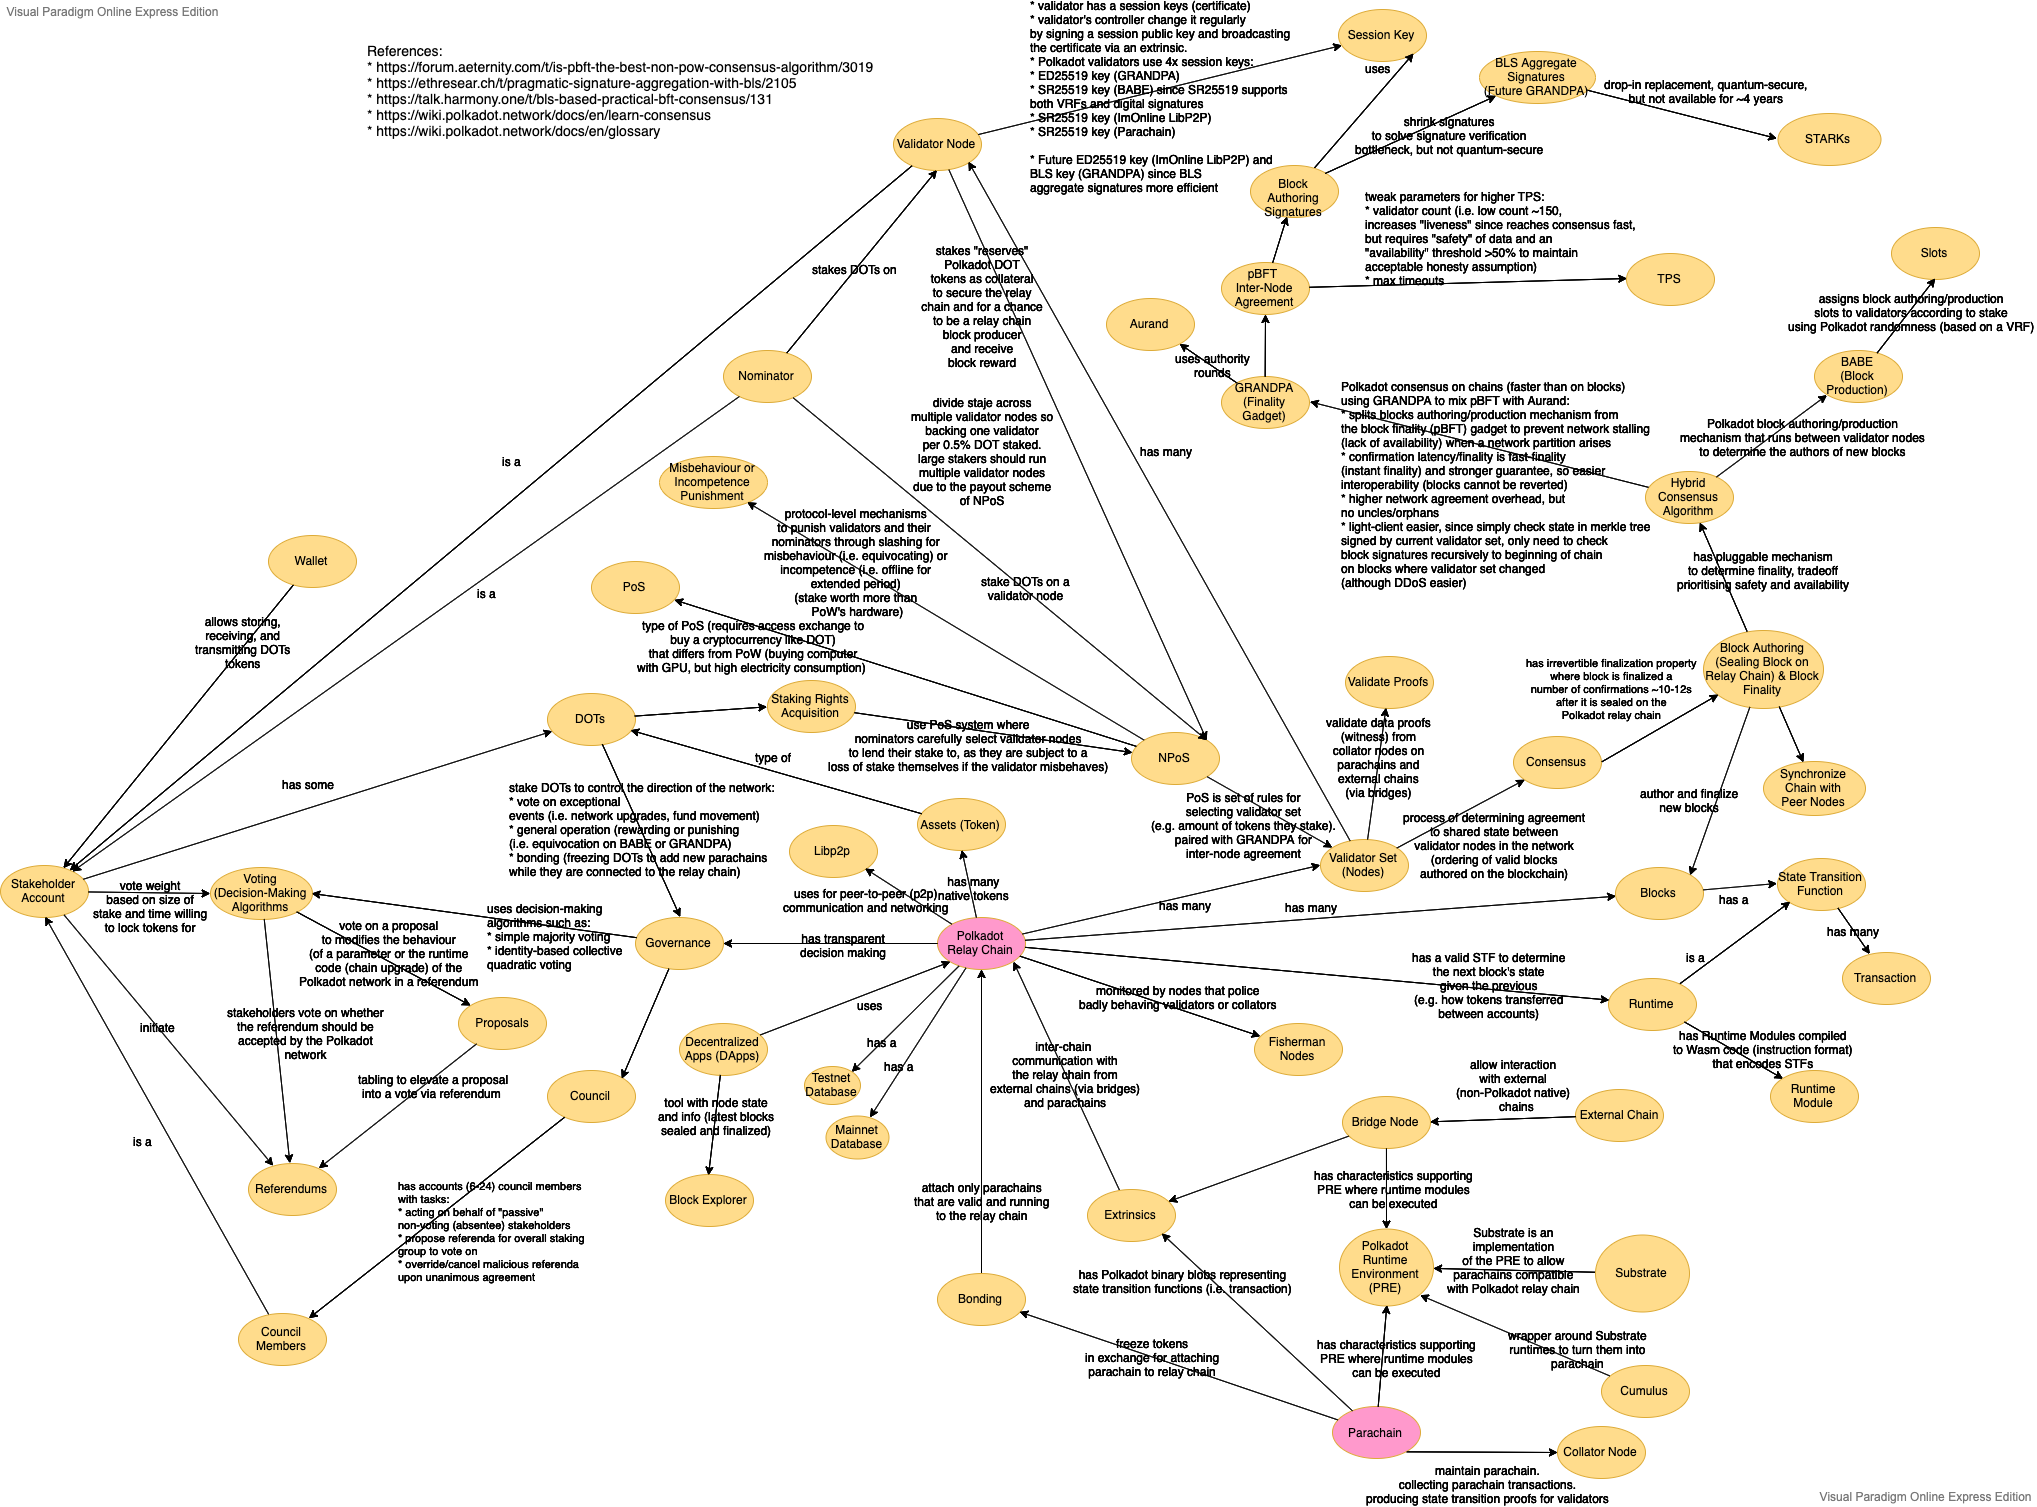 Visual Paradigm Online Express Edition
References:
* https://forum.aeternity.com/t/is-pbft-the-best-non-pow-consensus-algorithm/3019
* https://ethresear.ch/t/pragmatic-signature-aggregation-with-bls/2105
* https://talk.harmony.one/t/bls-based-practical-bft-consensus/131
* https://wiki.polkadot.network/docs/en/learn-consensus
* https://wiki.polkadot.network/docs/en/glossary
* validator has a session keys (certificate)
* validator's controller change it regularly
by signing a session public key and broadcasting
the certificate via an extrinsic.
* Polkadot validators use 4x session keys:
* ED25519 key (GRANDPA)
* SR25519 key (BABE) since SR25519 supports
both VRFs and digital signatures
* SR25519 key (ImOnline LibP2P)
* SR25519 key (Parachain)
* Future ED25519 key (ImOnline LibP2P) and
BLS key (GRANDPA) since BLS
aggregate signatures more efficient
Session Key
uses
BLS Aggregate
Signatures
(Future GRANDPA)
drop-in replacement, quantum-secure,
but not available for ~4 years
STARKs
shrink signatures
to solve signature verification
bottleneck, but not quantum-secure
Validator Node
Block
Authoring
Signatures
tweak parameters for higher TPS:
* validator count (i.e. low count ~150,
increases "liveness" since reaches consensus fast,
but requires "safety" of data and an
"availability" threshold >50% to maintain
acceptable honesty assumption)
* max timeouts
TPS
pBFT
Inter-Node
Agreement
Slots
assigns block authoring/production
slots to validators according to stake
using Polkadot randomness (based on a VRF)
stakes DOTs on
stakes "reserves"
Polkadot DOT
tokens as collateral
to secure the relay
chain and for a chance
to be a relay chain
block producer
and receive
block reward
Aurand
uses authority
rounds
GRANDPA
(Finality
Gadget)
BABE
(Block
Production)
Nominator
Polkadot consensus on chains (faster than on blocks)
using GRANDPA to mix pBFT with Aurand:
* splits blocks authoring/production mechanism from
the block finality (pBFT) gadget to prevent network stalling
(lack of availability) when a network partition arises
* confirmation latency/finality is fast-finality
(instant finality) and stronger guarantee, so easier
interoperability (blocks cannot be reverted)
* higher network agreement overhead, but
no uncles/orphans
* light-client easier, since simply check state in merkle tree
signed by current validator set, only need to check
block signatures recursively to beginning of chain
on blocks where validator set changed
(although DDoS easier)
Polkadot block authoring/production
mechanism that runs between validator nodes
to determine the authors of new blocks
divide staje across
multiple validator nodes so
backing one validator
per 0.5% DOT staked.
large stakers should run
multiple validator nodes
due to the payout scheme
of NPoS
has many
is a
Misbehaviour or
Incompetence
Punishment
Hybrid
Consensus
Algorithm
protocol-level mechanisms
to punish validators and their
nominators through slashing for
misbehaviour (i.e. equivocating) or
incompetence (i.e. offline for
extended period)
(stake worth more than
PoW's hardware)
has pluggable mechanism
to determine finality, tradeoff
prioritising safety and availability
Wallet
PoS
is a
stake DOTs on a
validator node
allows storing,
receiving, and
transmitting DOTs
tokens
type of PoS (requires access exchange to
buy a cryptocurrency like DOT)
that differs from PoW (buying computer
with GPU, but high electricity consumption)
Block Authoring
(Sealing Block on
Relay Chain) & Block
Finality
has irrevertible finalization property
where block is finalized a
number of confirmations ~10-12s
after it is sealed on the
Polkadot relay chain
Validate Proofs
validate data proofs
(witness) from
collator nodes on
parachains and
external chains
(via bridges)
DOTs
Staking Rights
Acquisition
use PoS system where
nominators carefully select validator nodes
to lend their stake to, as they are subject to a
loss of stake themselves if the validator misbehaves)
NPoS
Consensus
Synchronize
Chain with
Peer Nodes
type of
has some
stake DOTs to control the direction of the network:
* vote on exceptional
events (i.e. network upgrades, fund movement)
* general operation (rewarding or punishing
(i.e. equivocation on BABE or GRANDPA)
* bonding (freezing DOTs to add new parachains
while they are connected to the relay chain)
PoS is set of rules for
selecting validator set
(e.g. amount of tokens they stake).
paired with GRANDPA for
inter-node agreement
author and finalize
new blocks
process of determining agreement
to shared state between
validator nodes in the network
(ordering of valid blocks
authored on the blockchain)
Assets (Token)
Libp2p
Validator Set
(Nodes)
Stakeholder
Account
vote weight
based on size of
stake and time willing
to lock tokens for
Voting
(Decision-Making
Algorithms)
uses for peer-to-peer (p2p)
communication and networking
has many
native tokens
has many
has many
Blocks
has a
State Transition
Function
has many
Transaction
uses decision-making
algorithms such as:
* simple majority voting
* identity-based collective
quadratic voting
vote on a proposal
to modifies the behaviour
(of a parameter or the runtime
code (chain upgrade) of the
Polkadot network in a referendum
Governance
has transparent
decision making
Polkadot
Relay Chain
has a valid STF to determine
the next block's state
given the previous
(e.g. how tokens transferred
between accounts)
is a
Runtime
monitored by nodes that police
badly behaving validators or collators
initiate
stakeholders vote on whether
the referendum should be
accepted by the Polkadot
network
Proposals
uses
Decentralized
Apps (DApps)
has a
has a
Fisherman
Nodes
has Runtime Modules compiled
to Wasm code (instruction format)
that encodes STFs
inter-chain
communication with
the relay chain from
external chains (via bridges)
and parachains
tabling to elevate a proposal
into a vote via referendum
Council
Testnet
Database
Mainnet
Database
allow interaction
with external
(non-Polkadot native)
chains
Runtime
Module
tool with node state
and info (latest blocks
sealed and finalized)
Bridge Node
External Chain
is a
Referendums
has accounts (6-24) council members
with tasks:
* acting on behalf of "passive"
non-voting (absentee) stakeholders
* propose referenda for overall staking
group to vote on
* override/cancel malicious referenda
upon unanimous agreement
Block Explorer
attach only parachains
that are valid and running
to the relay chain
Extrinsics
has characteristics supporting
PRE where runtime modules
can be executed
Polkadot
Runtime
Environment
(PRE)
Substrate is an
implementation
of the PRE to allow
parachains compatible
with Polkadot relay chain
Substrate
has Polkadot binary blobs representing
state transition functions (i.e. transaction)
Bonding
Council
Members
freeze tokens
in exchange for attaching
parachain to relay chain
has characteristics supporting
PRE where runtime modules
can be executed
wrapper around Substrate
runtimes to turn them into
parachain
Cumulus
Parachain
Collator Node
maintain parachain.
collecting parachain transactions.
producing state transition proofs for validators
Visual Paradigm Online Express Edition